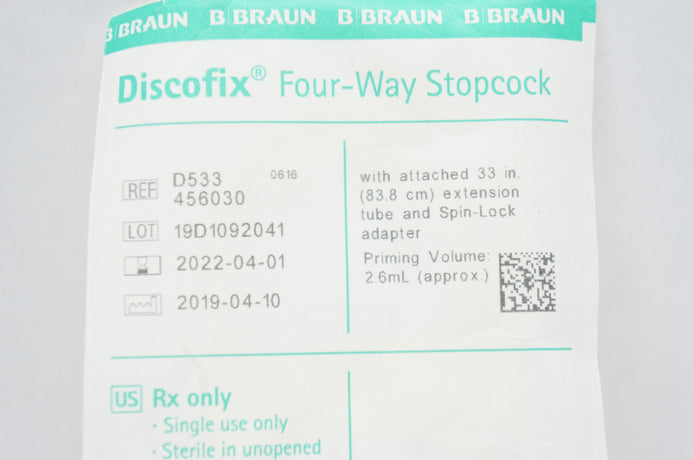 B BRAUN B BRAUN B BRAUN B BRAUN
Discofix® Four-Way Stopcock
REF D533 0616
456030
LOT 19D1092041
2022-04-01
2019-04-10
with attached 33 in.
(83.8 cm) extension
tube and Spin-Lock
adapter
Priming Volume:
2.6mL (approx.)
US Rx only
· Single use only
· Sterile in unopened